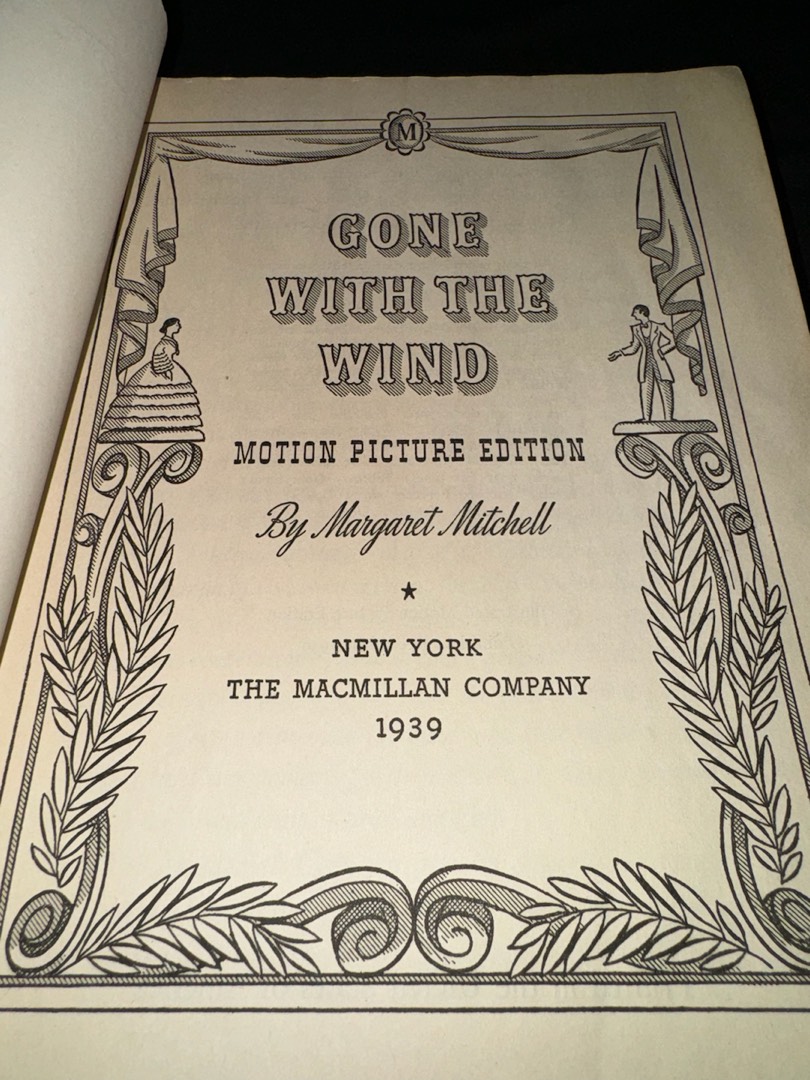 M
GONE
WITH THE
WIND
MOTION PICTURE EDITION
By Margaret Mitchell
NEW YORK
THE MACMILLAN COMPANY
1939